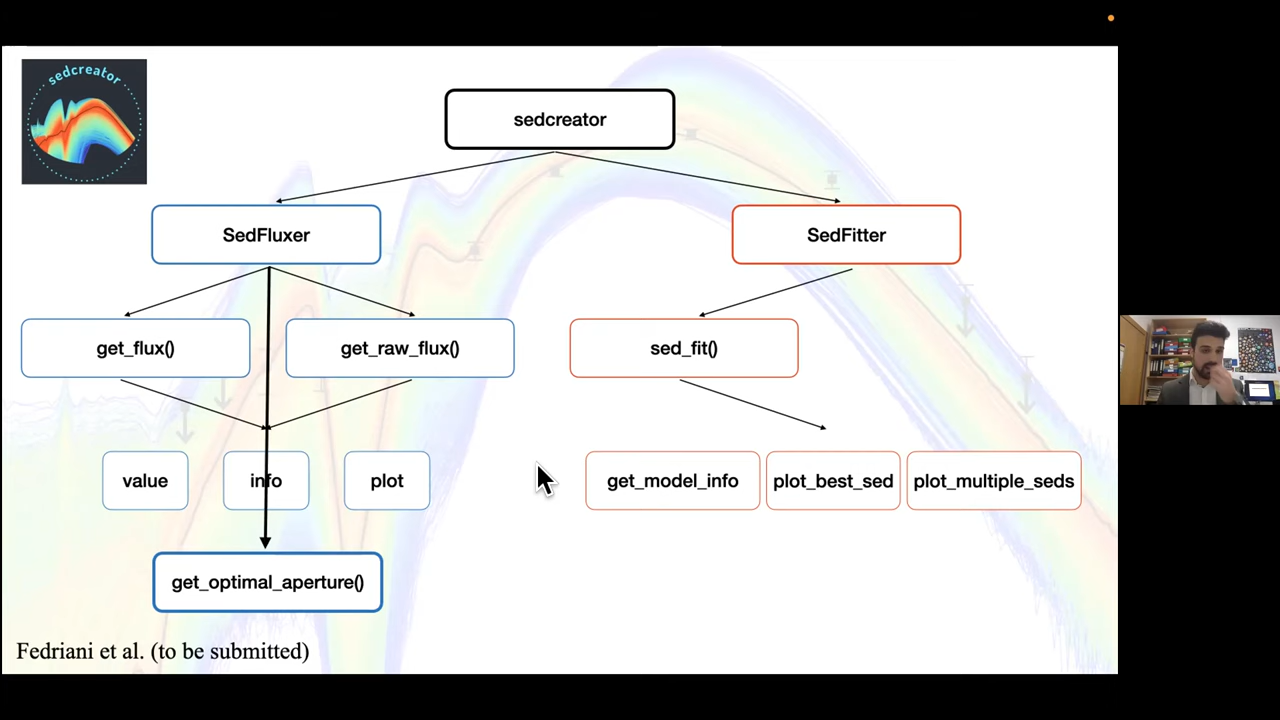 sedcreator
sedcreator
SedFluxer
SedFitter
get_flux()
get_raw_flux()
sed_fit()
value
info
plot
get_model_info
plot_best_sed
plot_multiple_seds
get_optimal_aperture()
Fedriani et al. (to be submitted)